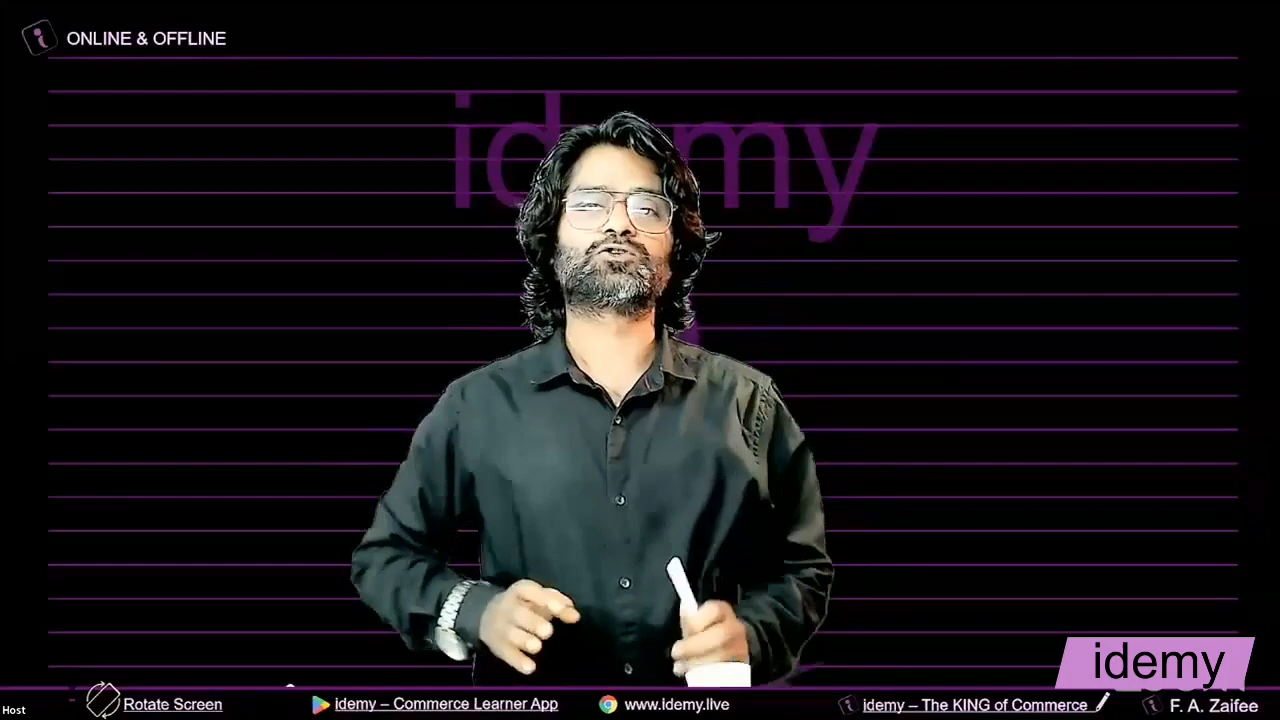 ONLINE & OFFLINE
idemy
idemy
Host
Rotate Screen
idemy – Commerce Learner App
www.Idemy.live
idemy – The KING of Commerce
F. A. Zaifee